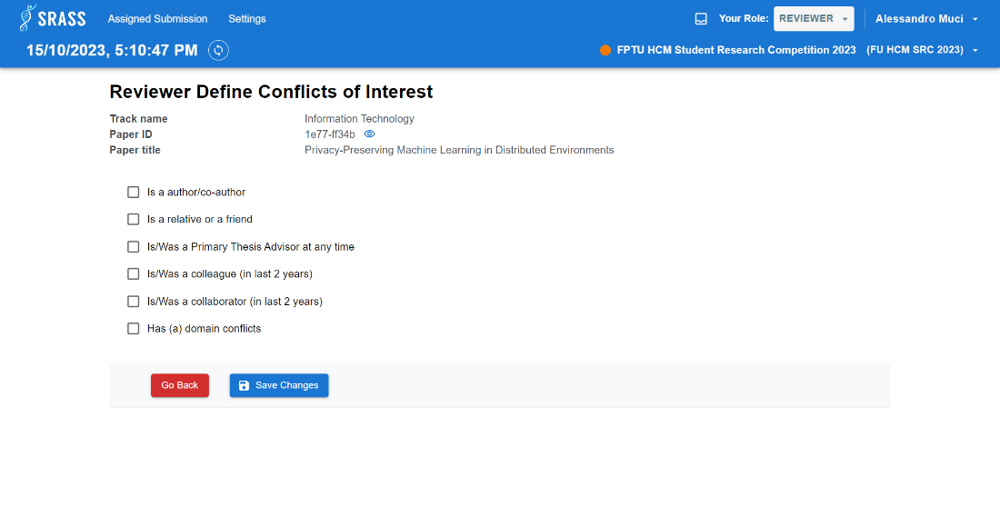 SRASS Assigned Submission Settings Your Role: REVIEWER Alessandro Muci
15/10/2023, 5:10:47 PM FPTU HCM Student Research Competition 2023 (FU HCM SRC 2023)
Reviewer Define Conflicts of Interest
Track name Information Technology
Paper ID 1e77-ff34b
Paper title Privacy-Preserving Machine Learning in Distributed Environments
Is a author/co-author
Is a relative or a friend
Is/Was a Primary Thesis Advisor at any time
Is/Was a colleague (in last 2 years)
Is/Was a collaborator (in last 2 years)
Has (a) domain conflicts
Go Back Save Changes